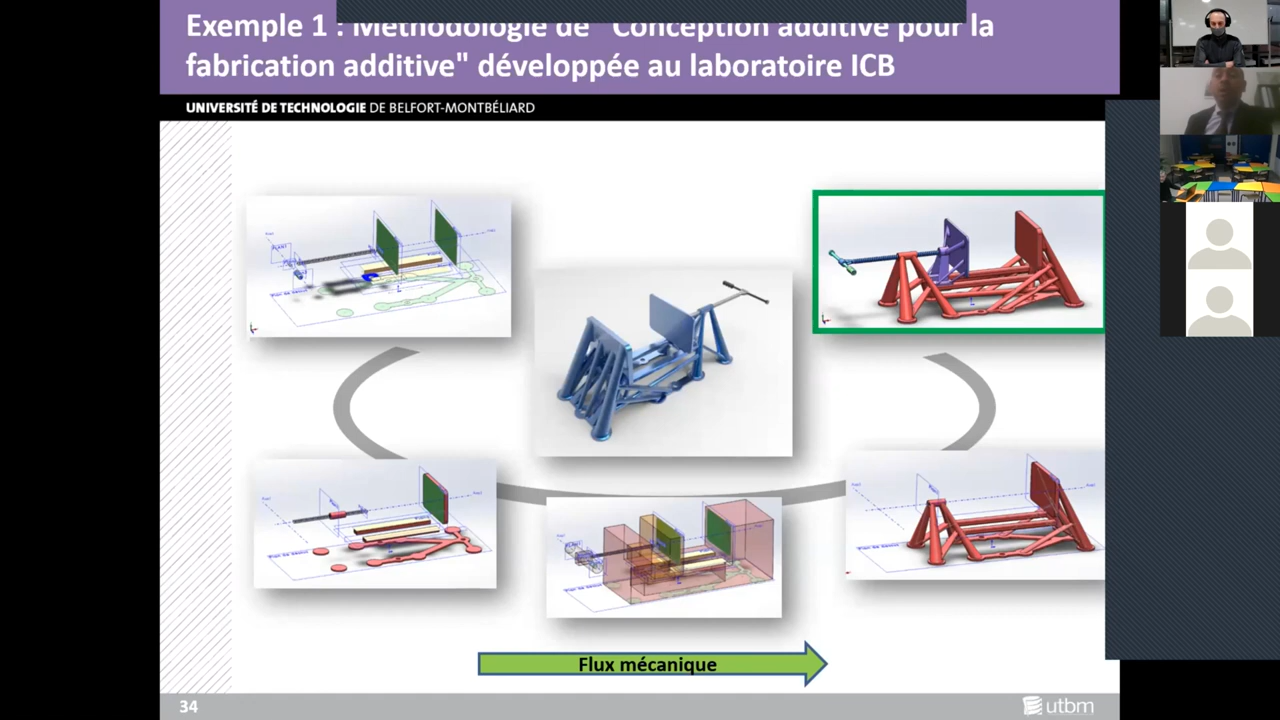 Exemple 1 : Méthodologie de "Conception additive pour la
fabrication additive" développée au laboratoire ICB
UNIVERSITÉ DE TECHNOLOGIE DE BELFORT-MONTBÉLIARD
Flux mécanique
34
utbm